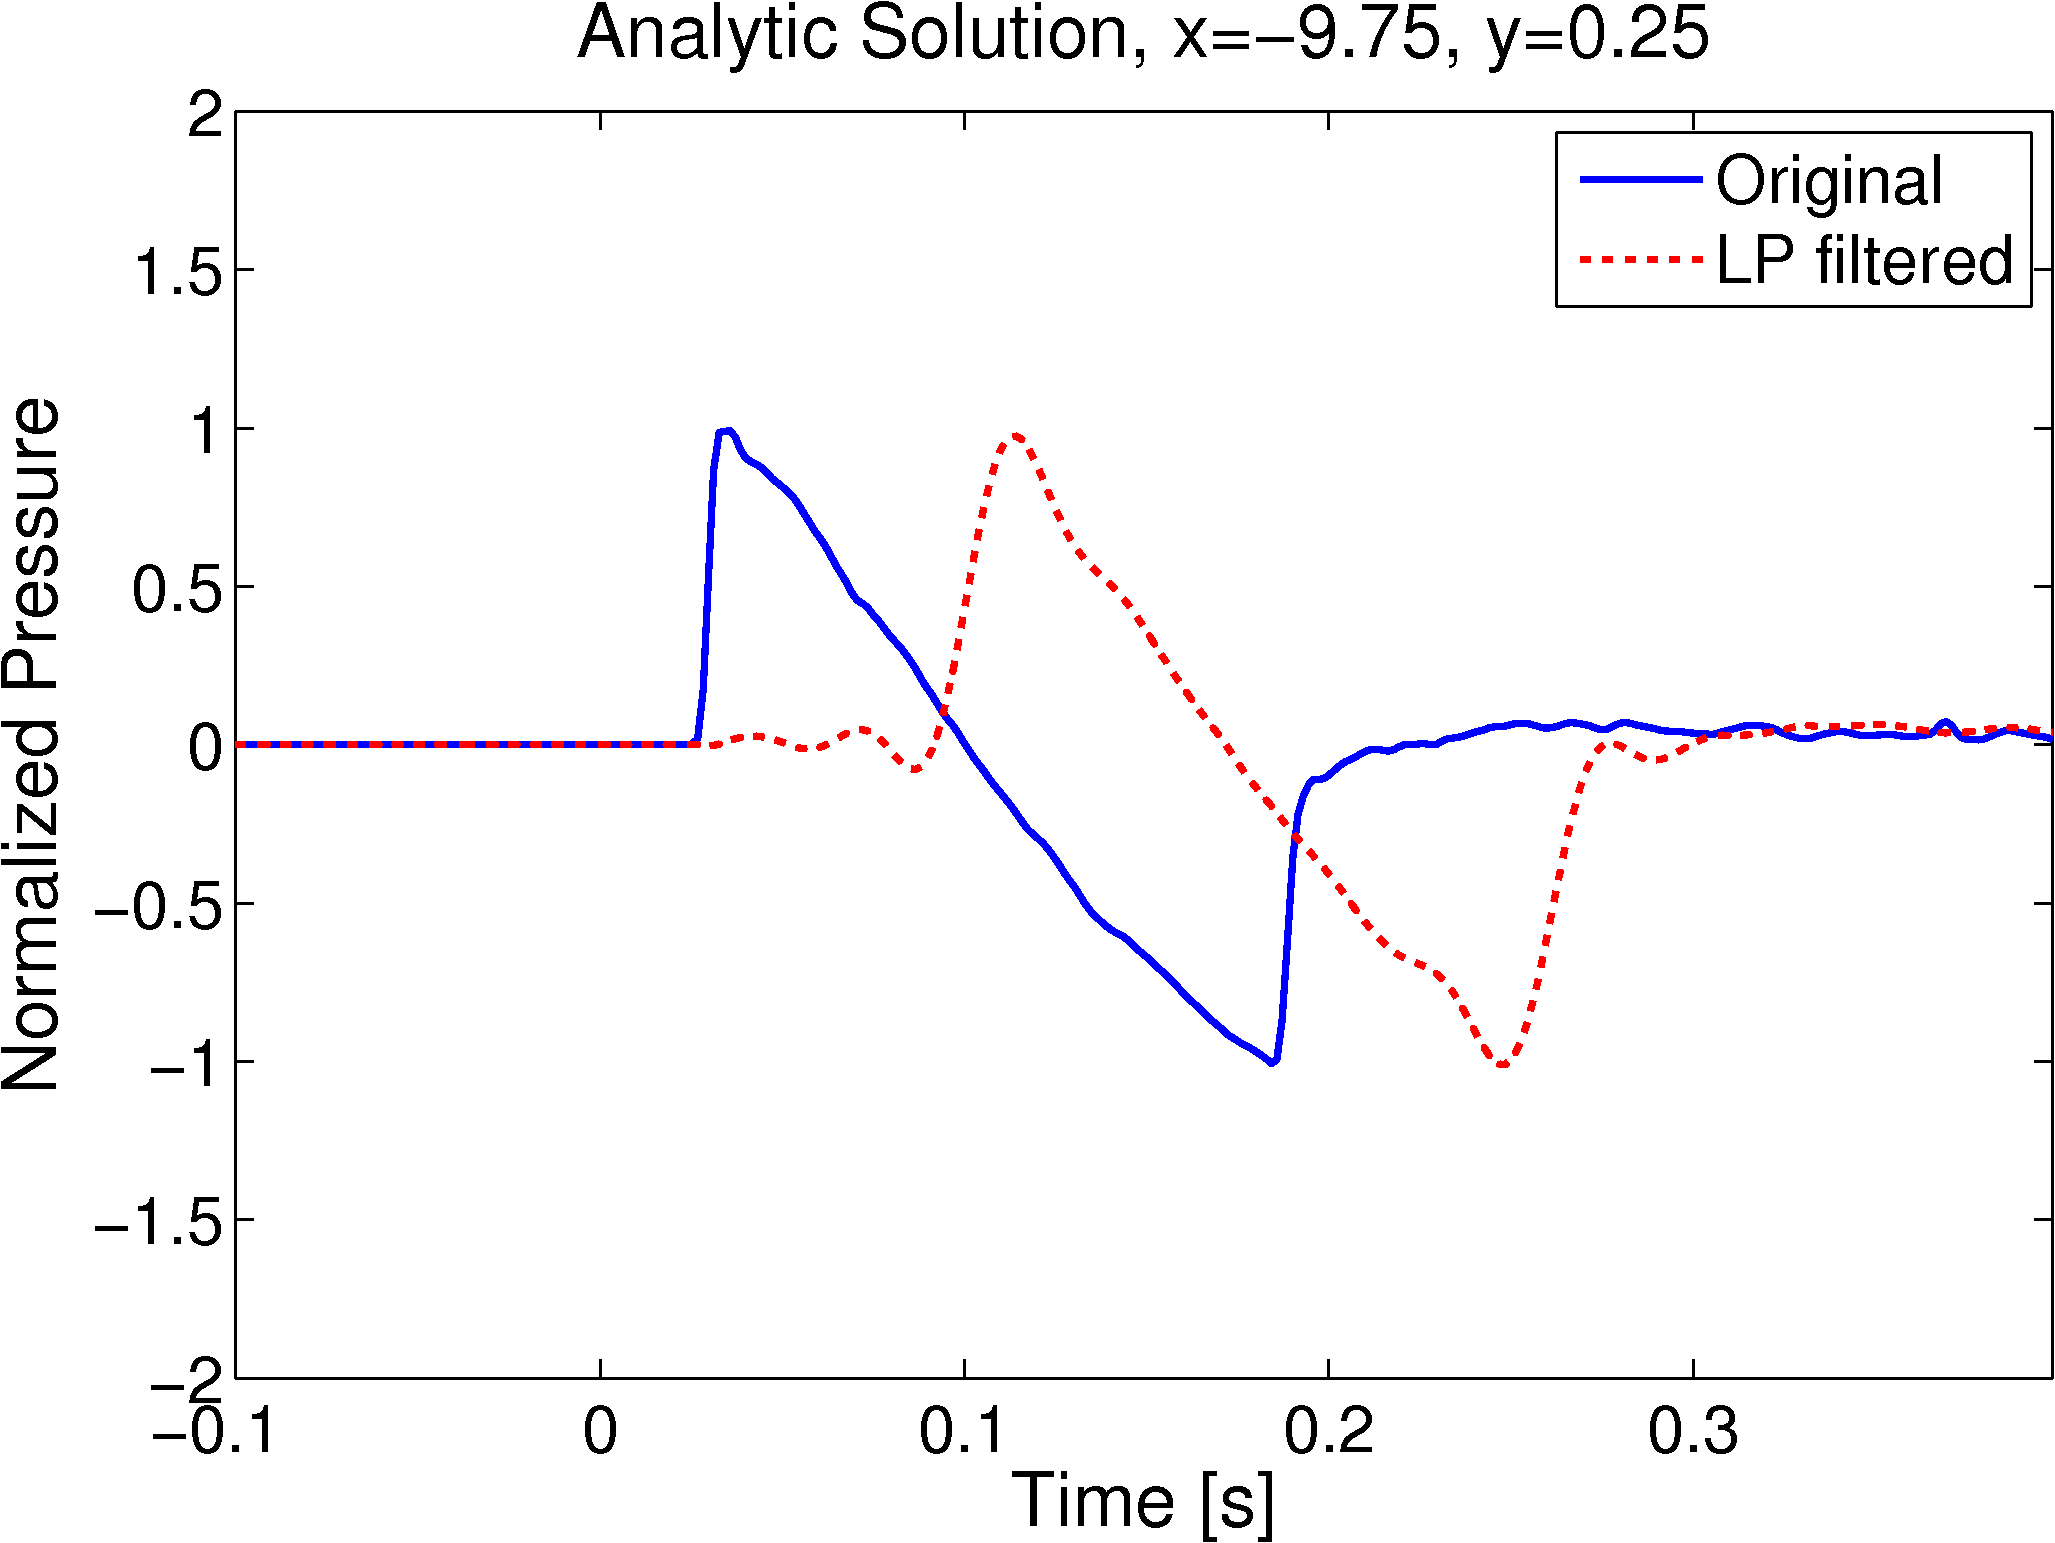 Analytic Solution, x=−9.75, y=0.25
Original
LP filtered
Normalized Pressure
2
1.5
1
0.5
0
−0.5
−1
−1.5
−2
−0.1
0
0.1
0.2
0.3
Time [s]